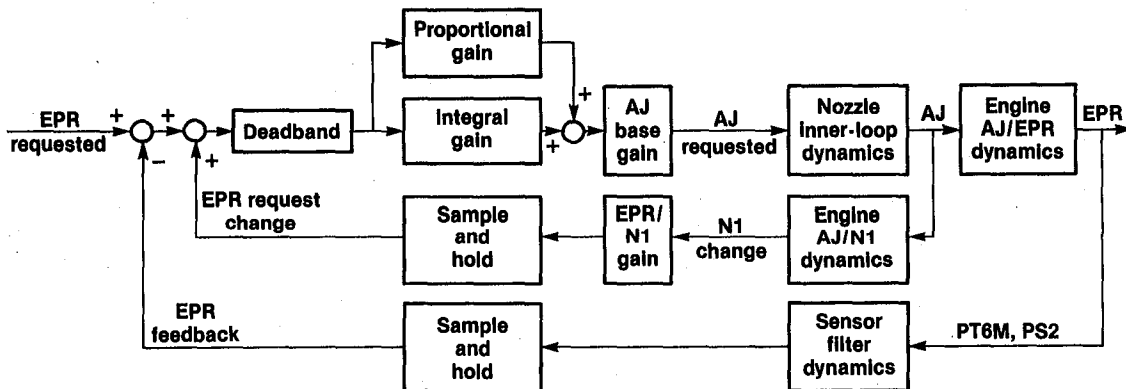 Proportional
gain
EPR
requested
+
+
−
+
Deadband
Integral
gain
+
+
AJ
base
gain
AJ
requested
Nozzle
inner-loop
dynamics
AJ
Engine
AJ/EPR
dynamics
EPR
EPR request
change
Sample
and
hold
EPR/
N1
gain
N1
change
Engine
AJ/N1
dynamics
EPR
feedback
Sample
and
hold
Sensor
filter
dynamics
PT6M, PS2